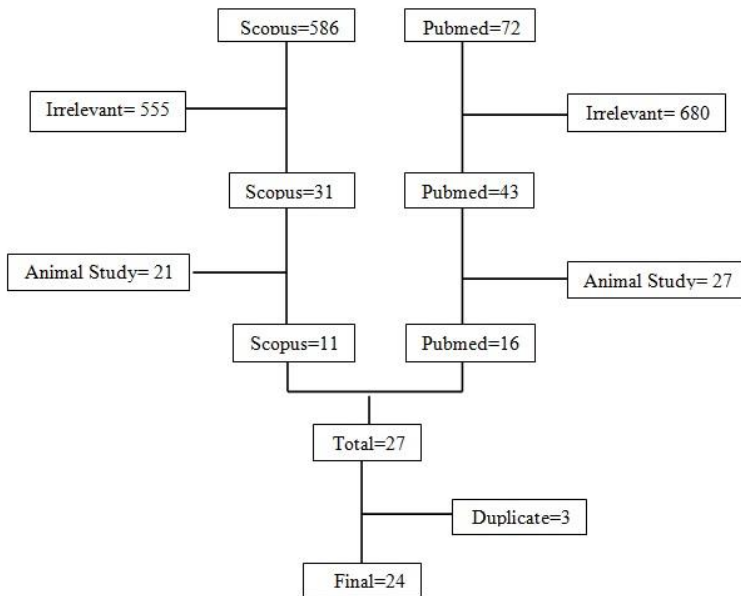 Scopus=586
Pubmed=72
Irrelevant= 555
Irrelevant= 680
Scopus=31
Pubmed=43
Animal Study= 21
Animal Study= 27
Scopus=11
Pubmed=16
Total=27
Duplicate=3
Final=24